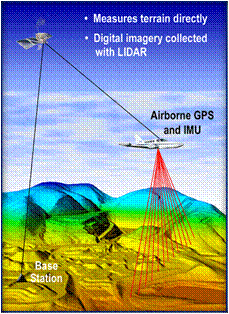 • Measures terrain directly
• Digital imagery collected
with LIDAR
Airborne GPS
and IMU
Base
Station